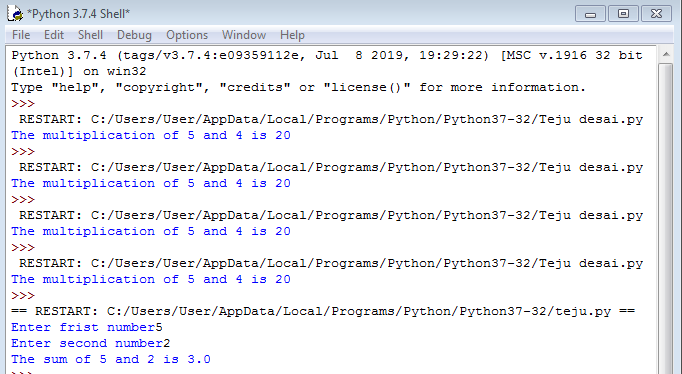 *Python 3.7.4 Shell*
File Edit Shell Debug Options Window Help
Python 3.7.4 (tags/v3.7.4:e09359112e, Jul  8 2019, 19:29:22) [MSC v.1916 32 bit
(Intel)] on win32
Type "help", "copyright", "credits" or "license()" for more information.
>>>
 RESTART: C:/Users/User/AppData/Local/Programs/Python/Python37-32/Teju desai.py
The multiplication of 5 and 4 is 20
>>>
 RESTART: C:/Users/User/AppData/Local/Programs/Python/Python37-32/Teju desai.py
The multiplication of 5 and 4 is 20
>>>
 RESTART: C:/Users/User/AppData/Local/Programs/Python/Python37-32/Teju desai.py
The multiplication of 5 and 4 is 20
>>>
 RESTART: C:/Users/User/AppData/Local/Programs/Python/Python37-32/Teju desai.py
The multiplication of 5 and 4 is 20
>>>
== RESTART: C:/Users/User/AppData/Local/Programs/Python/Python37-32/teju.py ==
Enter frist number5
Enter second number2
The sum of 5 and 2 is 3.0
>>>